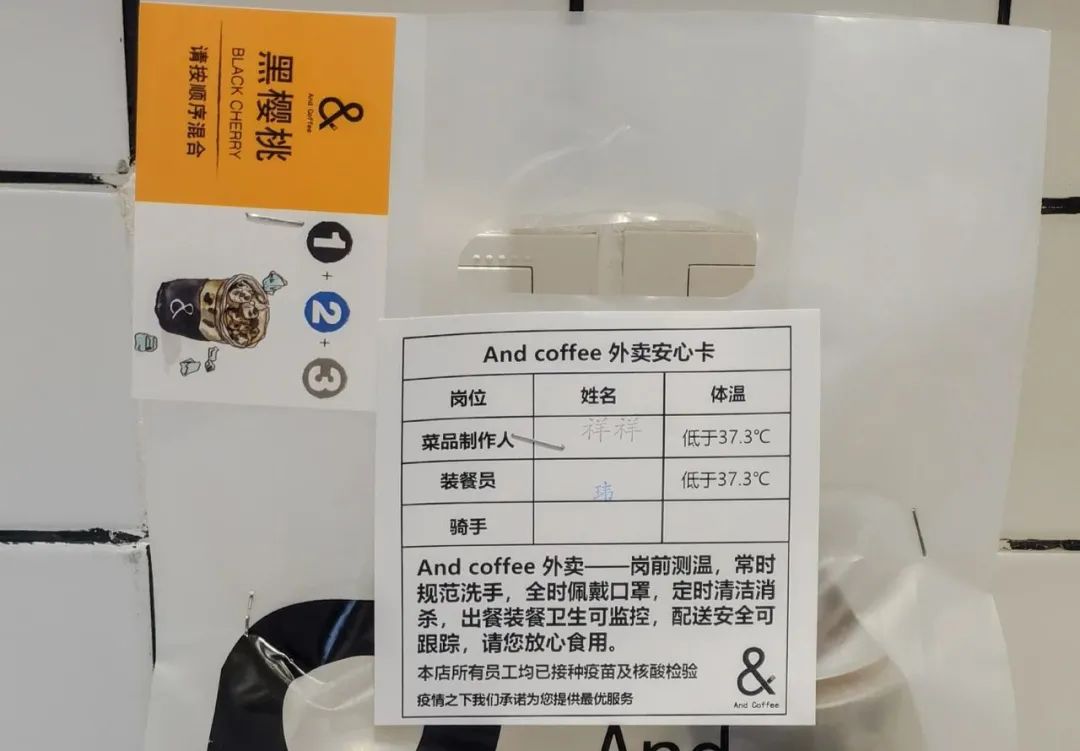 黑樱桃
BLACK CHERRY
请按顺序混合
&
And Coffee
1
+
2
+
3
&
And coffee 外卖安心卡
岗位 姓名 体温
菜品制作人 祥祥 低于37.3℃
装餐员 玮 低于37.3℃
骑手
And coffee 外卖——岗前测温，常时
规范洗手，全时佩戴口罩，定时清洁消
杀，出餐装餐卫生可监控，配送安全可
跟踪，请您放心食用。
本店所有员工均已接种疫苗及核酸检验
疫情之下我们承诺为您提供最优服务
&
And Coffee
And